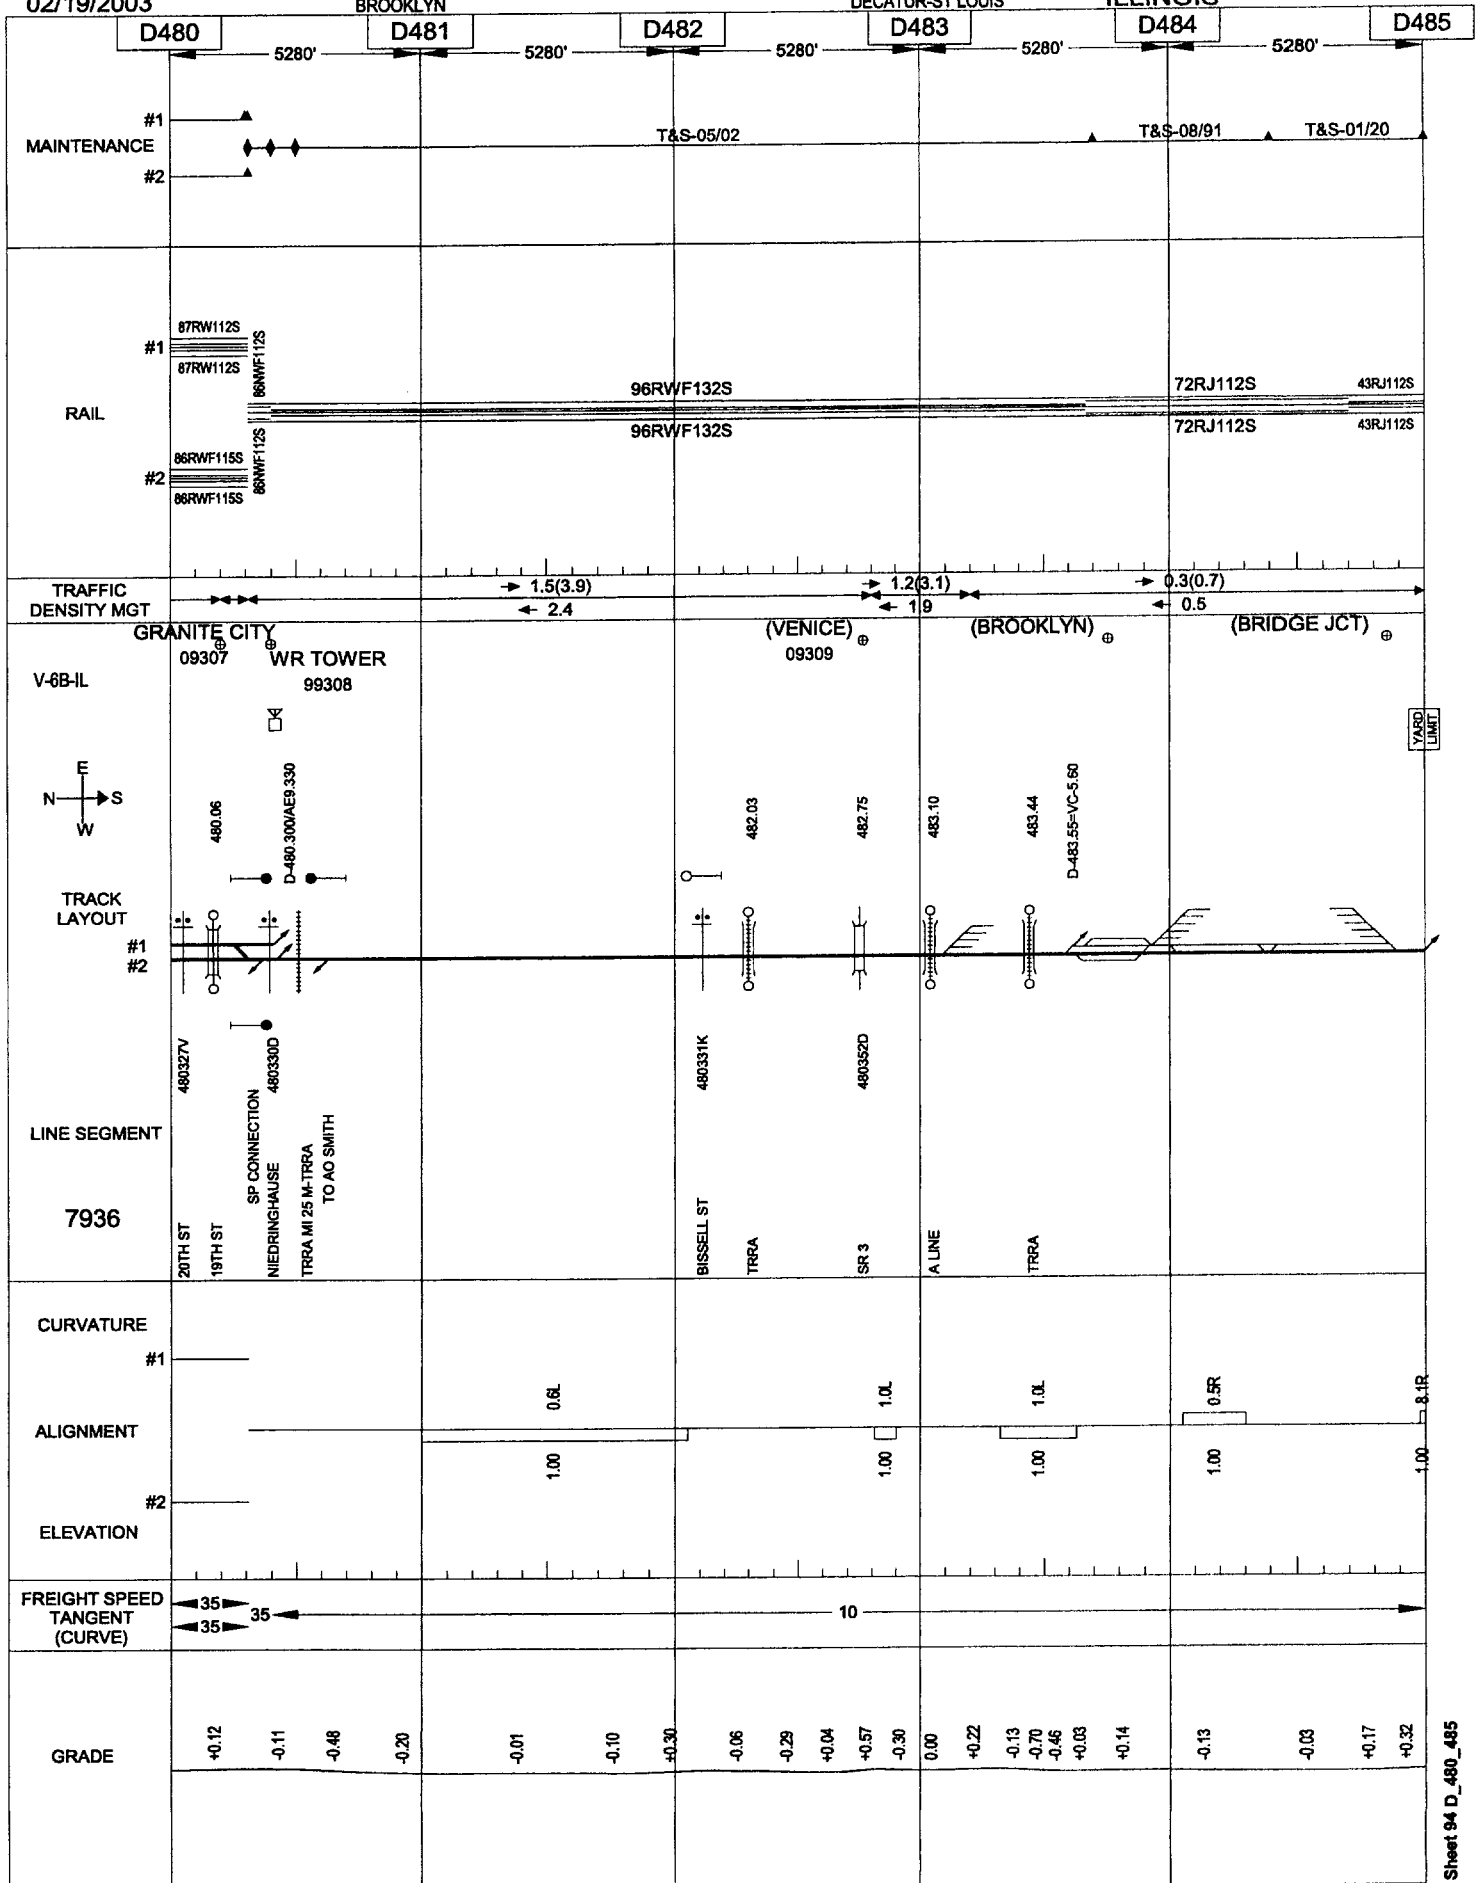 02/19/2003
BROOKLYN
DECATUR-ST LOUIS
ILLINOIS
D480 D481 D482 D483 D484 D485
5280' 5280' 5280' 5280' 5280'
MAINTENANCE
#1
#2
T&S-05/02
T&S-08/91
T&S-01/20
RAIL
#1
87RW112S
87RW112S
86NWF112S
96RWF132S
72RJ112S
43RJ112S
96RWF132S
72RJ112S
43RJ112S
#2
86RWF115S
86RWF115S
86NWF112S
TRAFFIC
DENSITY MGT
1.5(3.9)
2.4
1.2(3.1)
1.9
0.3(0.7)
0.5
GRANITE CITY
09307
WR TOWER
99308
(VENICE)
09309
(BROOKLYN)
(BRIDGE JCT)
V-6B-IL
YARD
LIMIT
E
N S
W
480.06
D-480.300/AE9.330
482.03
482.75
483.10
483.44
D-483.55=VC-5.60
TRACK
LAYOUT
#1
#2
480327V
480330D
480331K
480352D
LINE SEGMENT
7936
20TH ST
19TH ST
SP CONNECTION
NIEDRINGHAUSE
TRRA MI 25 M-TRRA
TO AO SMITH
BISSELL ST
TRRA
SR 3
A LINE
TRRA
CURVATURE
#1
ALIGNMENT
#2
ELEVATION
0.6L
1.0L
1.0L
0.5R
8.1R
1.00
1.00
1.00
1.00
1.00
FREIGHT SPEED
TANGENT
(CURVE)
35
35
35
10
GRADE
+0.12 -0.11 -0.48 -0.20 -0.01 -0.10 +0.30 -0.06 -0.29 +0.04 +0.57 -0.30 0.00 +0.22 -0.13 -0.70 -0.46 +0.03 +0.14 -0.13 -0.03 +0.17 +0.32
Sheet 94 D_480_485